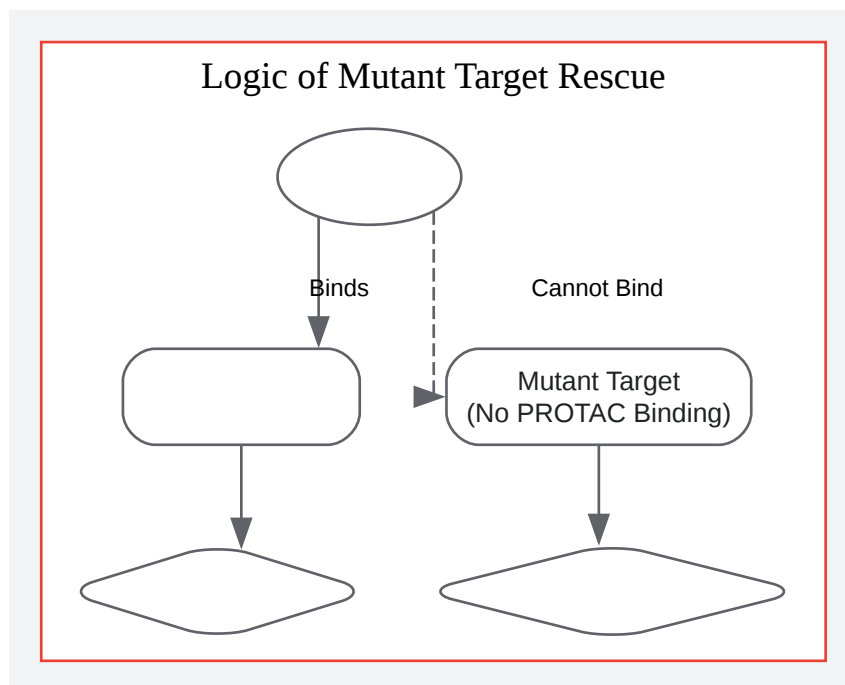 Logic of Mutant Target Rescue
Binds
Cannot Bind
Mutant Target
(No PROTAC Binding)